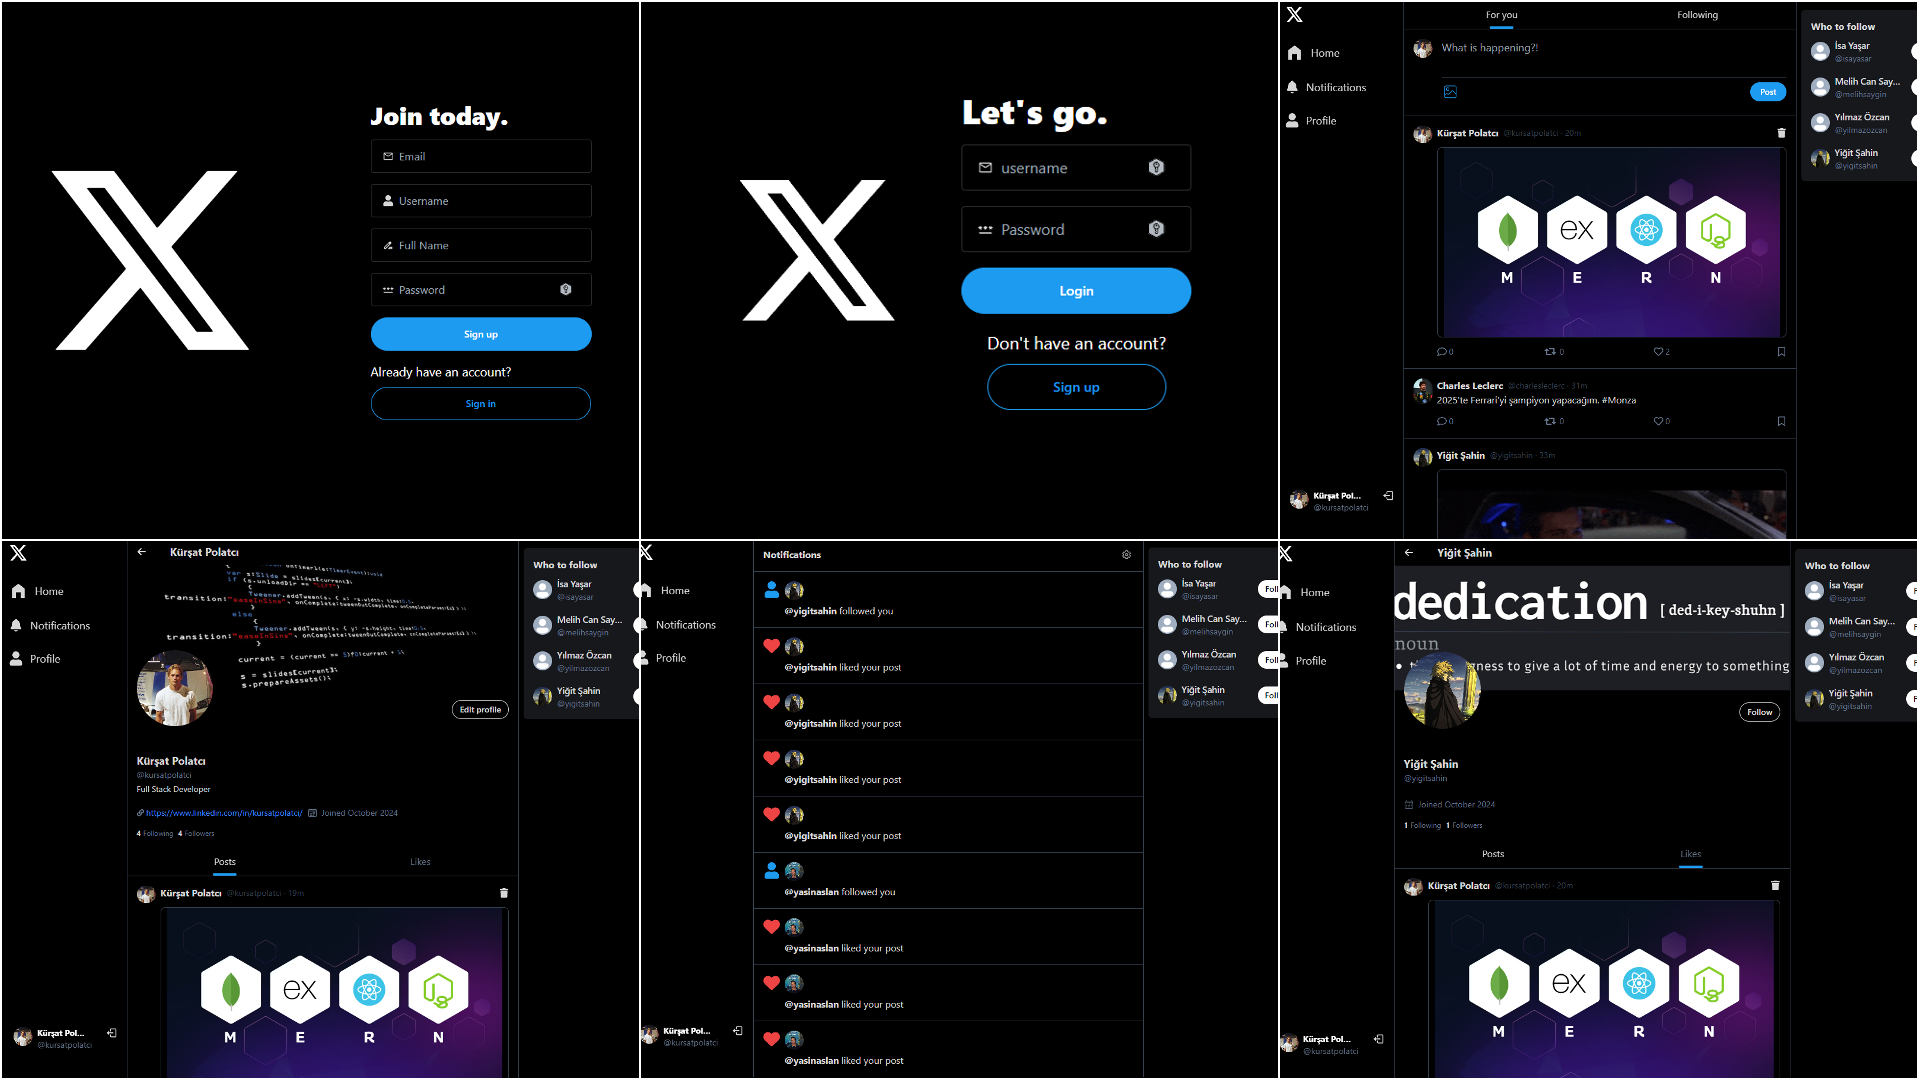 Join today.
Email
Username
Full Name
Password
Sign up
Already have an account?
Sign in
Let's go.
username
Password
Login
Don't have an account?
Sign up
Home
Notifications
Profile
Kürşat Pol...
@kursatpolatci
For you
Following
What is happening?!
Post
Kürşat Polatcı @kursatpolatci · 20m
ex
M E R N
0 0 2
Charles Leclerc @charlesleclerc · 31m
2025'te Ferrari'yi şampiyon yapacağım. #Monza
0 0 0
Yiğit Şahin @yigitsahin · 33m
Who to follow
İsa Yaşar
@isayasar
Melih Can Say...
@melihsaygin
Yılmaz Özcan
@yilmazozcan
Yiğit Şahin
@yigitsahin
Home
Notifications
Profile
Kürşat Pol...
@kursatpolatci
Kürşat Polatcı
else
current =
s.prepareAssets();
Edit profile
Kürşat Polatcı
@kursatpolatci
Full Stack Developer
https://www.linkedin.com/in/kursatpolatci/ Joined October 2024
4 Following 4 Followers
Posts
Likes
Kürşat Polatcı @kursatpolatci · 19m
ex
M E R N
Who to follow
İsa Yaşar
@isayasar
Melih Can Say...
@melihsaygin
Yılmaz Özcan
@yilmazozcan
Yiğit Şahin
@yigitsahin
Home
Notifications
Profile
Kürşat Pol...
@kursatpolatci
Notifications
@yigitsahin followed you
@yigitsahin liked your post
@yigitsahin liked your post
@yigitsahin liked your post
@yigitsahin liked your post
@yasinaslan followed you
@yasinaslan liked your post
@yasinaslan liked your post
@yasinaslan liked your post
Who to follow
İsa Yaşar
@isayasar
Foll
Melih Can Say...
@melihsaygin
Foll
Yılmaz Özcan
@yilmazozcan
Foll
Yiğit Şahin
@yigitsahin
Foll
Home
Notifications
Profile
Kürşat Pol...
@kursatpolatci
Yiğit Şahin
dedication [ ded-i-key-shuhn ]
noun
to give a lot of time and energy to something
Follow
Yiğit Şahin
@yigitsahin
Joined October 2024
1 Following 1 Followers
Posts
Likes
Kürşat Polatcı @kursatpolatci · 20m
ex
M E R N
Who to follow
İsa Yaşar
@isayasar
F
Melih Can Say...
@melihsaygin
F
Yılmaz Özcan
@yilmazozcan
F
Yiğit Şahin
@yigitsahin
F